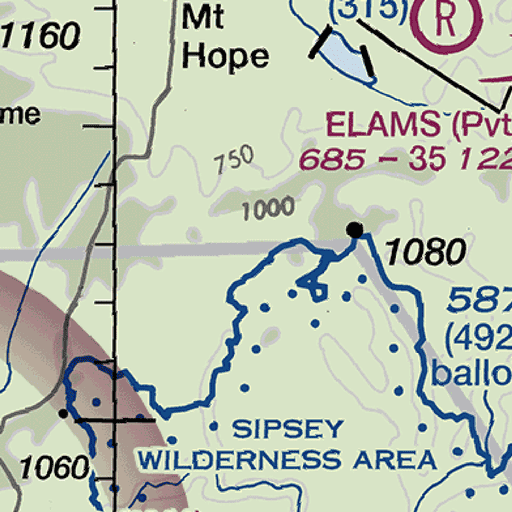 (315)
R
Mt
Hope
1160
me
ELAMS (Pvt
685 – 35 122
750
1000
1080
587
(492
ballo
SIPSEY
WILDERNESS AREA
1060